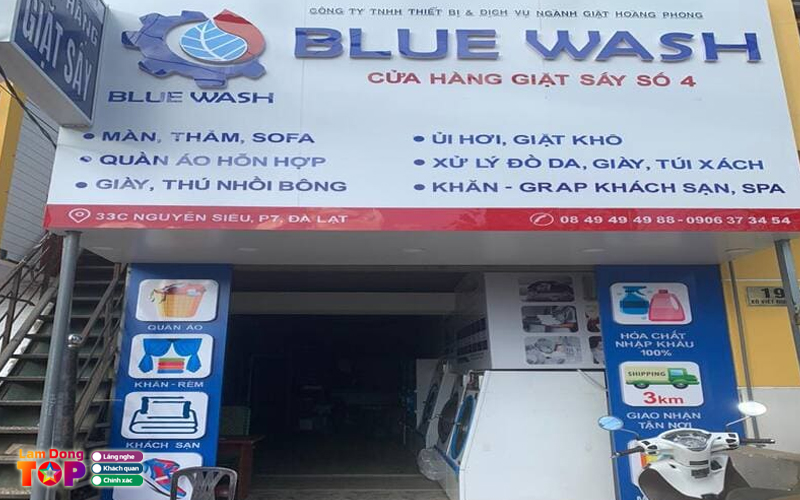 CÔNG TY TNHH THIẾT BỊ & DỊCH VỤ NGÀNH GIẶT HOÀNG PHONG
HÀNG
GIẶT SẤY
BLUE WASH
BLUE WASH
CỬA HÀNG GIẶT SẤY SỐ 4
• MÀN, THẢM, SOFA
• QUẦN ÁO HỖN HỢP
• GIÀY, THÚ NHỒI BÔNG
• ỦI HƠI, GIẶT KHÔ
• XỬ LÝ ĐỒ DA, GIÀY, TÚI XÁCH
• KHĂN - GRAP KHÁCH SẠN, SPA
33C NGUYỄN SIÊU, P7. ĐÀ LẠT
08 49 49 49 88 - 0906 37 34 54
QUẦN ÁO
KHĂN - RÈM
KHÁCH SẠN
HÓA CHẤT
NHẬP KHẨU
100%
SHIPPING
3km
GIAO NHẬN
TẬN NƠI
19
Lam Dong
TOP
Lắng nghe
Khách quan
Chính xác